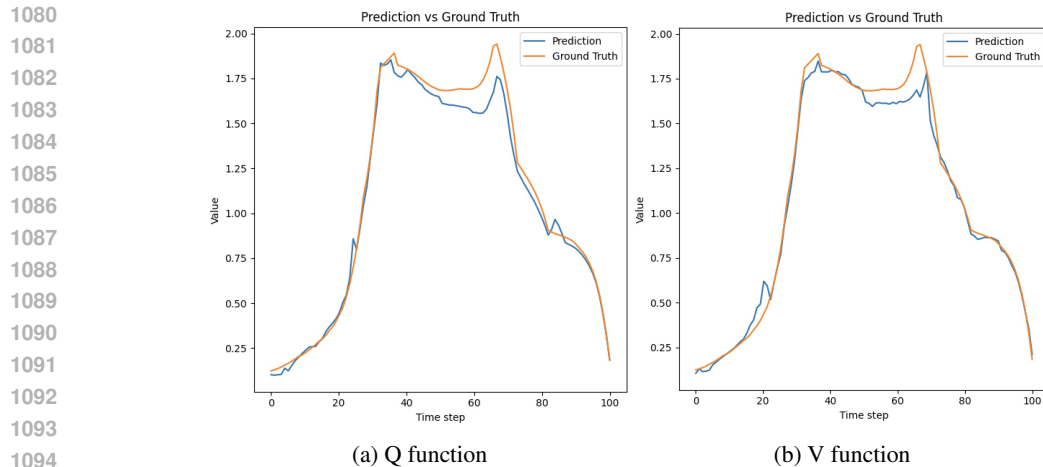 1080
1081
1082
1083
1084
1085
1086
1087
1088
1089
1090
1091
1092
1093
1094
Prediction vs Ground Truth
2.00
1.75
1.50
1.25
1.00
0.75
0.50
0.25
Value
Prediction
Ground Truth
0 20 40 60 80 100
Time step
(a) Q function
Prediction vs Ground Truth
2.00
1.75
1.50
1.25
1.00
0.75
0.50
0.25
Value
Prediction
Ground Truth
0 20 40 60 80 100
Time step
(b) V function